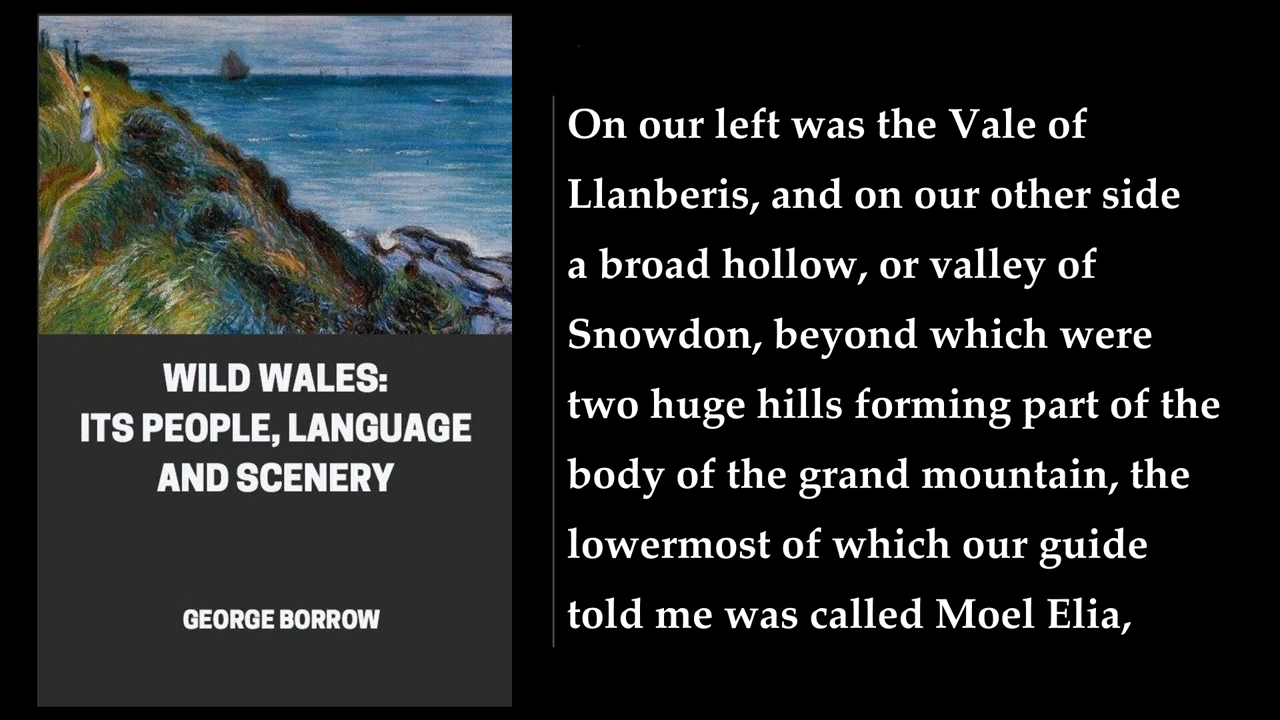 WILD WALES:
ITS PEOPLE, LANGUAGE
AND SCENERY
GEORGE BORROW
On our left was the Vale of
Llanberis, and on our other side
a broad hollow, or valley of
Snowdon, beyond which were
two huge hills forming part of the
body of the grand mountain, the
lowermost of which our guide
told me was called Moel Elia,